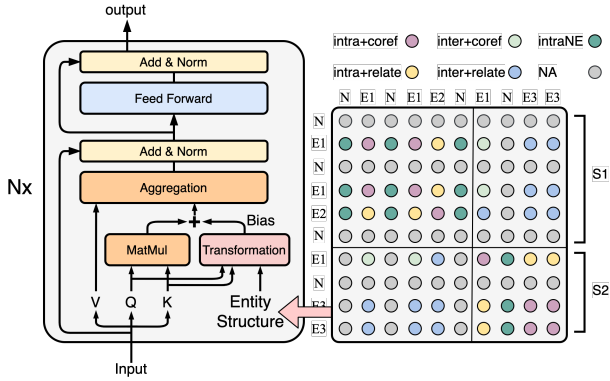 output
Nx
Add & Norm
Feed Forward
Add & Norm
Aggregation
+
Bias
MatMul
Transformation
V
Q
K
Entity
Structure
Input
intra+coref
inter+coref
intraNE
intra+relate
inter+relate
NA
N E1 N E1 E2 N E1 N E3 E3
N
E1
N
E1
E2
N
E1
N
E3
E3
S1
S2